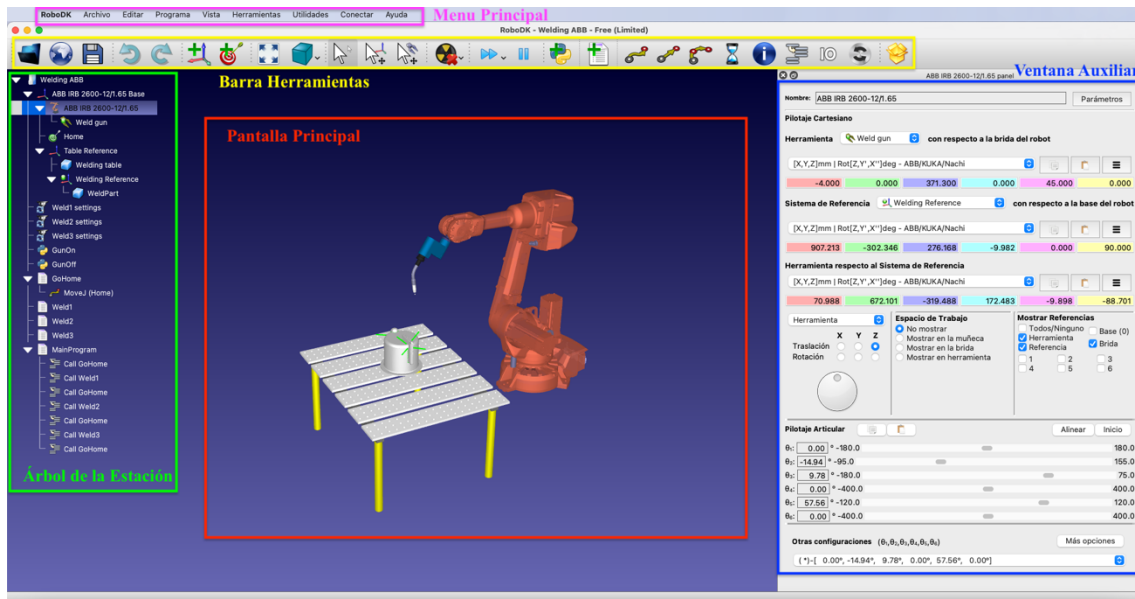 RoboDK Archivo Editar Programa Vista Herramientas Utilidades Conectar Ayuda Menu Principal
RoboDK - Welding ABB - Free (Limited)
Barra Herramientas
Pantalla Principal
Árbol de la Estación
Welding ABB
ABB IRB 2600-12/1.65 Base
ABB IRB 2600-12/1.65
Weld gun
Home
Table Reference
Welding table
Welding Reference
WeldPart
Weld1 settings
Weld2 settings
Weld3 settings
GunOn
GunOff
GoHome
MoveJ (Home)
Weld1
Weld2
Weld3
MainProgram
Call GoHome
Call Weld1
Call GoHome
Call Weld2
Call GoHome
Call Weld3
Call GoHome
ABB IRB 2600-12/1.65 panel
Ventana Auxiliar
Nombre: ABB IRB 2600-12/1.65 Parámetros
Pilotaje Cartesiano
Herramienta Weld gun con respecto a la brida del robot
[X,Y,Z]mm | Rot[Z,Y',X'']deg - ABB/KUKA/Nachi
-4.000 0.000 371.300 0.000 45.000 0.000
Sistema de Referencia Welding Reference con respecto a la base del robot
[X,Y,Z]mm | Rot[Z,Y',X'']deg - ABB/KUKA/Nachi
907.213 -302.346 276.168 -9.982 0.000 90.000
Herramienta respecto al Sistema de Referencia
[X,Y,Z]mm | Rot[Z,Y',X'']deg - ABB/KUKA/Nachi
70.988 672.101 -319.488 172.483 -9.898 -88.701
Herramienta
X Y Z
Traslación
Rotación
Espacio de Trabajo
No mostrar
Mostrar en la muñeca
Mostrar en la brida
Mostrar en herramienta
Mostrar Referencias
Todos/Ninguno Base (0)
Herramienta
Referencia Brida
1 2 3
4 5 6
Pilotaje Articular Alinear Inicio
θ₁: 0.00 ° -180.0 180.0
θ₂: -14.94 ° -95.0 155.0
θ₃: 9.78 ° -180.0 75.0
θ₄: 0.00 ° -400.0 400.0
θ₅: 57.56 ° -120.0 120.0
θ₆: 0.00 ° -400.0 400.0
Otras configuraciones (θ₁,θ₂,θ₃,θ₄,θ₅,θ₆) Más opciones
( *)-[ 0.00°, -14.94°, 9.78°, 0.00°, 57.56°, 0.00°]